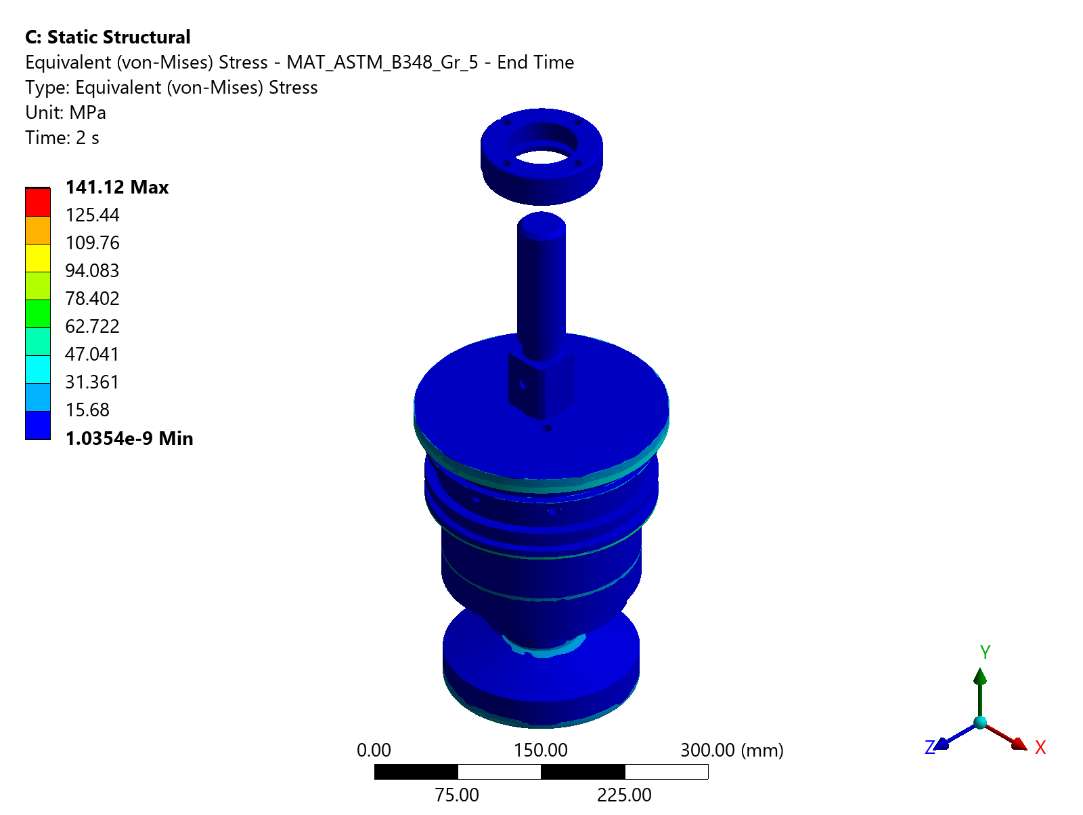 C: Static Structural
Equivalent (von-Mises) Stress - MAT_ASTM_B348_Gr_5 - End Time
Type: Equivalent (von-Mises) Stress
Unit: MPa
Time: 2 s
141.12 Max
125.44
109.76
94.083
78.402
62.722
47.041
31.361
15.68
1.0354e-9 Min
Y
Z X
0.00 150.00 300.00 (mm)
75.00 225.00